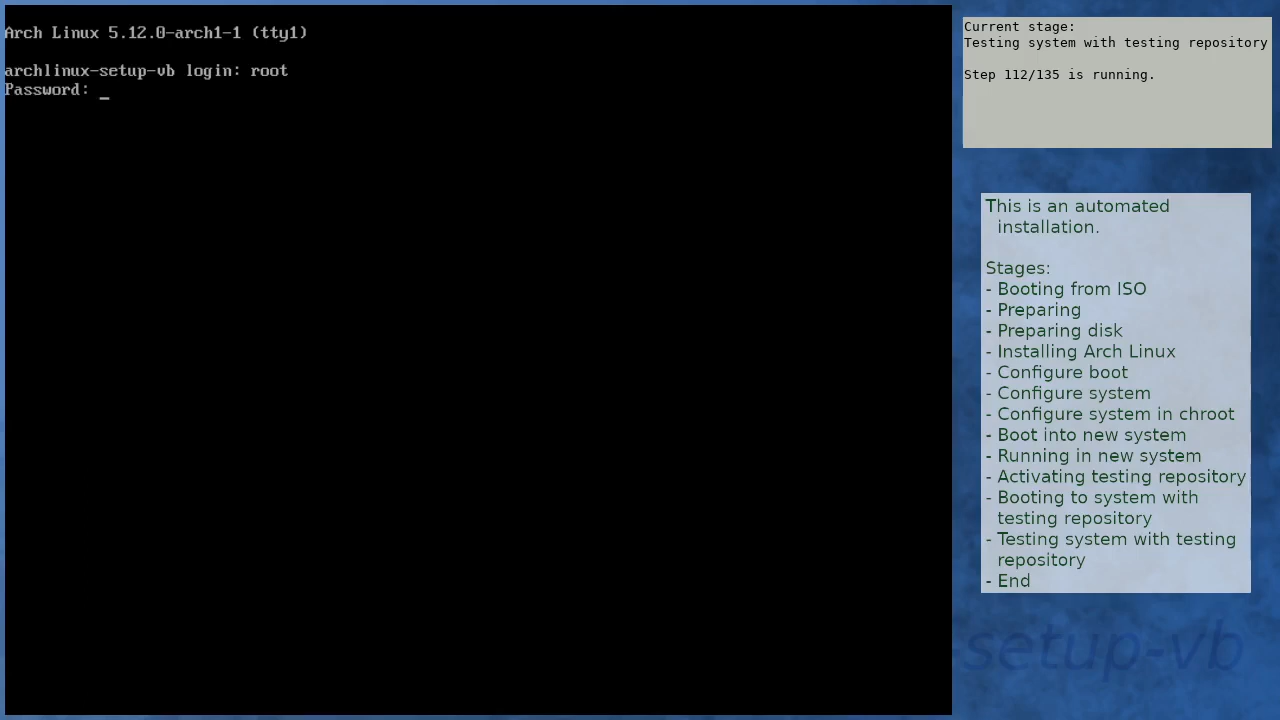 Arch Linux 5.12.0-arch1-1 (tty1)
archlinux-setup-vb login: root
Password: _
Current stage:
Testing system with testing repository
Step 112/135 is running.
This is an automated
installation.
Stages:
- Booting from ISO
- Preparing
- Preparing disk
- Installing Arch Linux
- Configure boot
- Configure system
- Configure system in chroot
- Boot into new system
- Running in new system
- Activating testing repository
- Booting to system with
testing repository
- Testing system with testing
repository
- End
-setup-vb